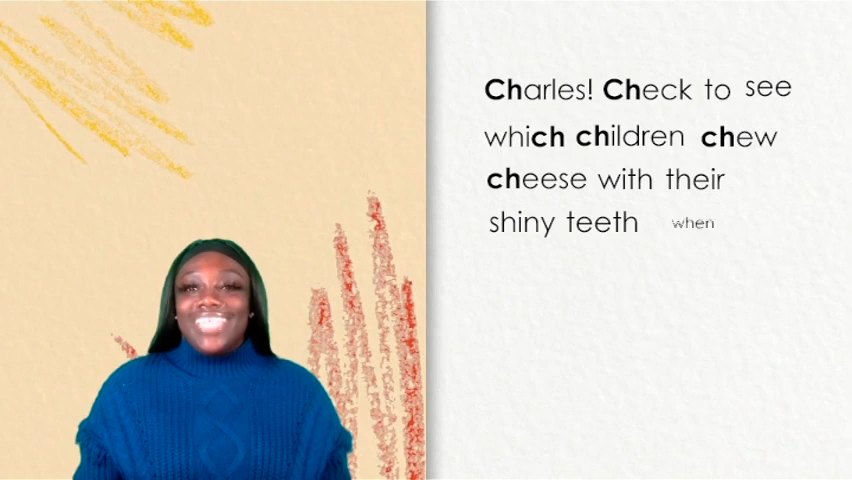 Charles! Check to see
which children chew
cheese with their
shiny teeth when